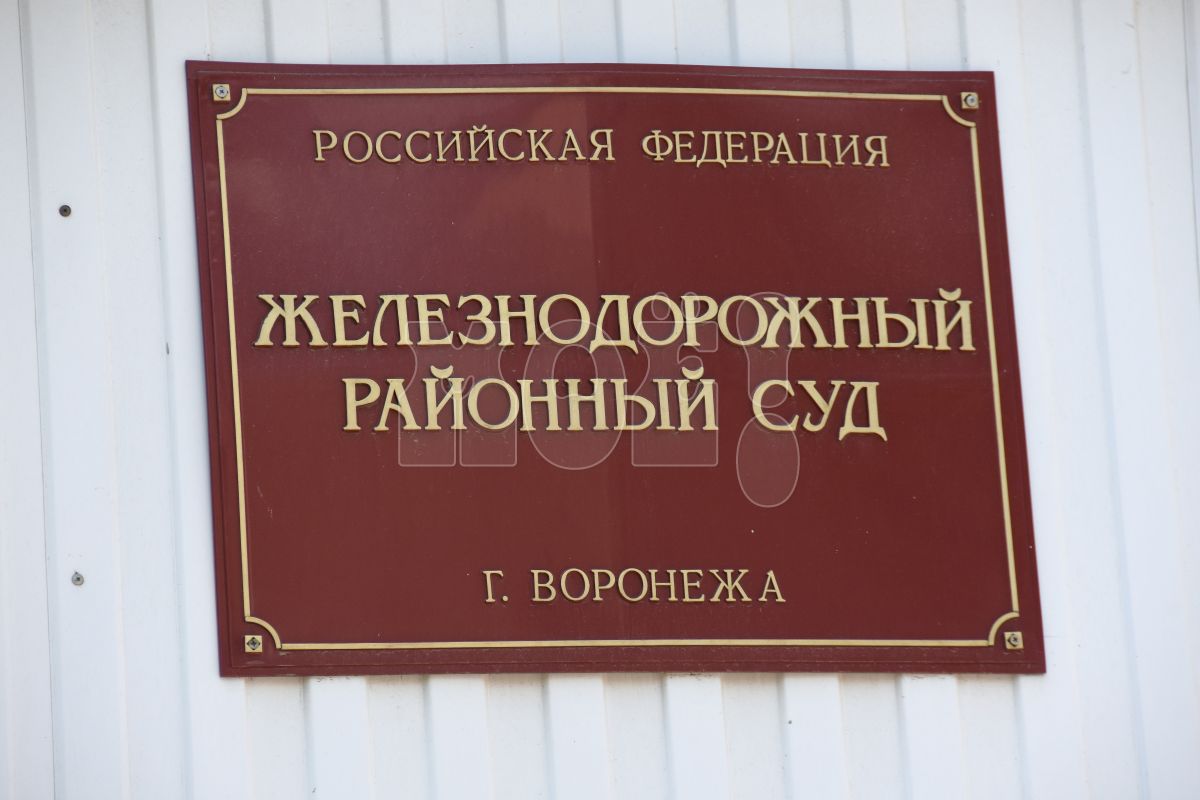 РОССИЙСКАЯ ФЕДЕРАЦИЯ
ЖЕЛЕЗНОДОРОЖНЫЙ
РАЙОННЫЙ СУД
Г. ВОРОНЕЖА